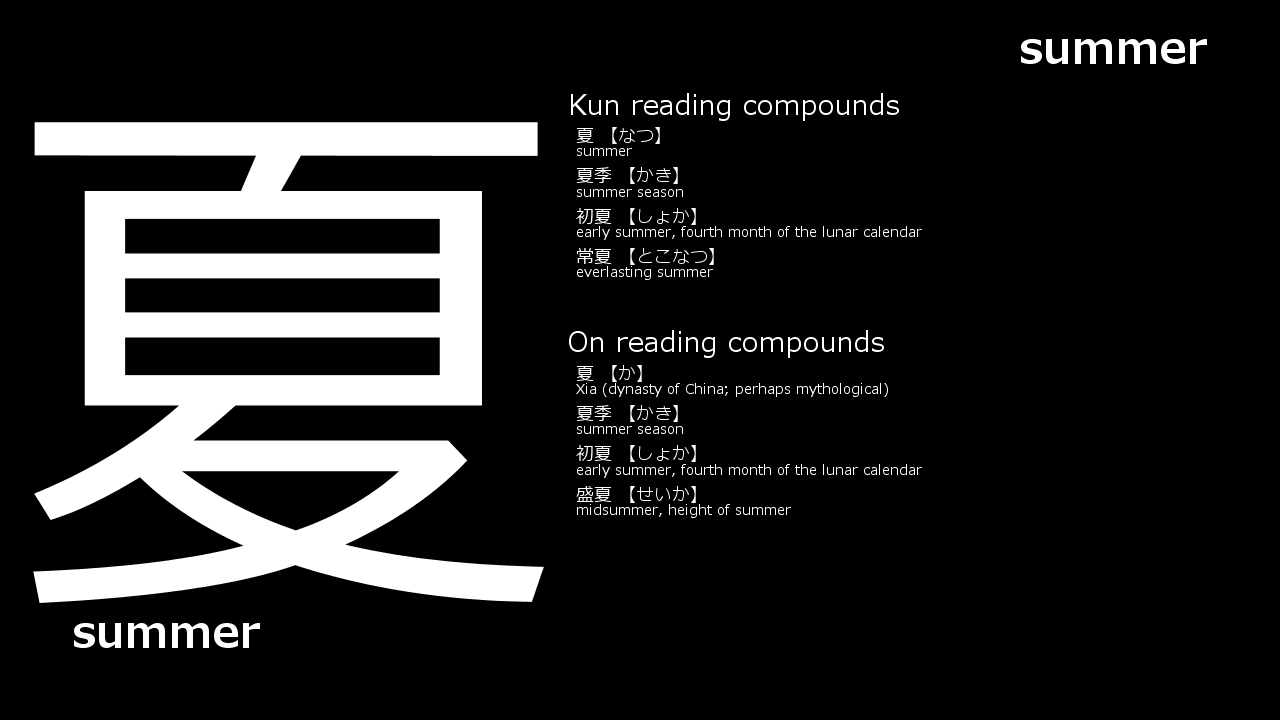 summer
夏
summer
Kun reading compounds
夏 【なつ】
summer
夏季 【かき】
summer season
初夏 【しょか】
early summer, fourth month of the lunar calendar
常夏 【とこなつ】
everlasting summer
On reading compounds
夏 【か】
Xia (dynasty of China; perhaps mythological)
夏季 【かき】
summer season
初夏 【しょか】
early summer, fourth month of the lunar calendar
盛夏 【せいか】
midsummer, height of summer